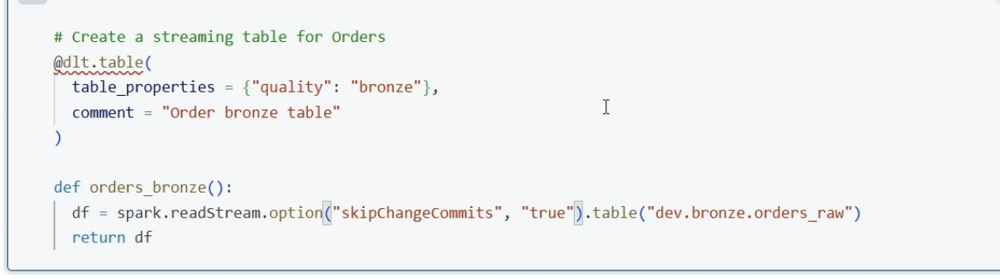 # Create a streaming table for Orders
@dlt.table(
  table_properties = {"quality": "bronze"},
  comment = "Order bronze table"
)
def orders_bronze():
  df = spark.readStream.option("skipChangeCommits", "true").table("dev.bronze.orders_raw")
  return df